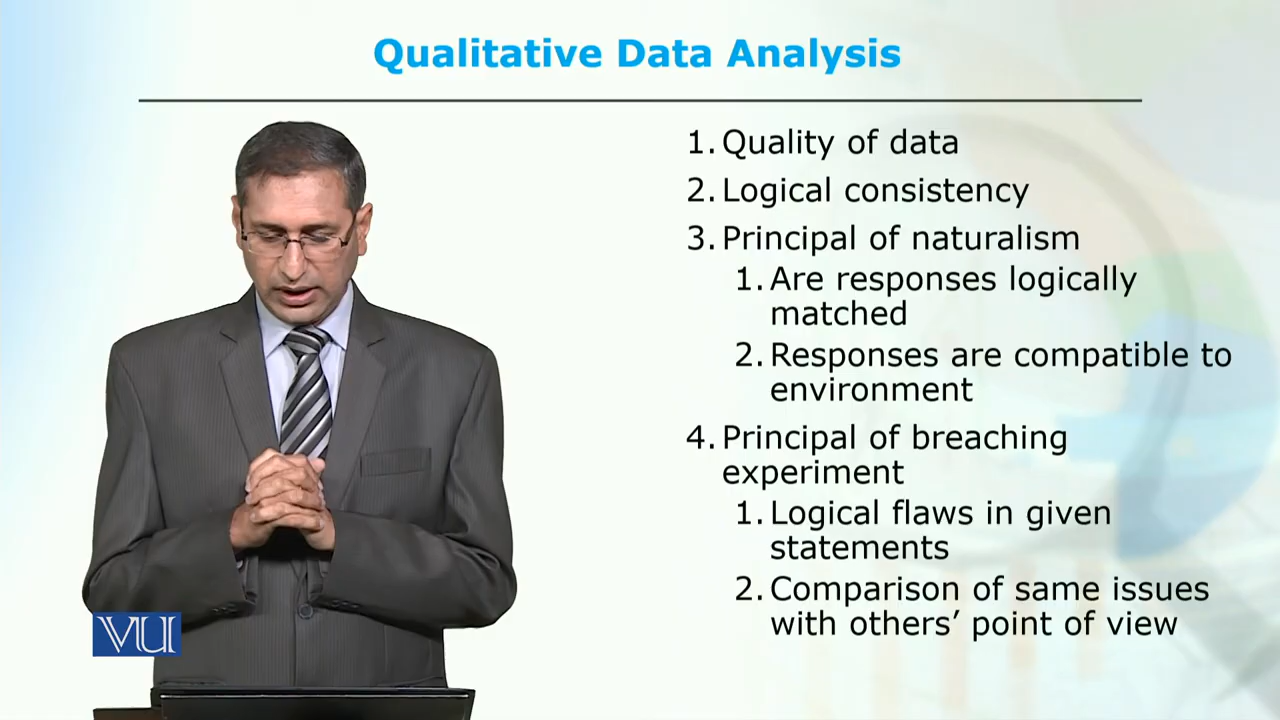 Qualitative Data Analysis
1. Quality of data
2. Logical consistency
3. Principal of naturalism
1. Are responses logically
matched
2. Responses are compatible to
environment
4. Principal of breaching
experiment
1. Logical flaws in given
statements
2. Comparison of same issues
with others’ point of view
VU